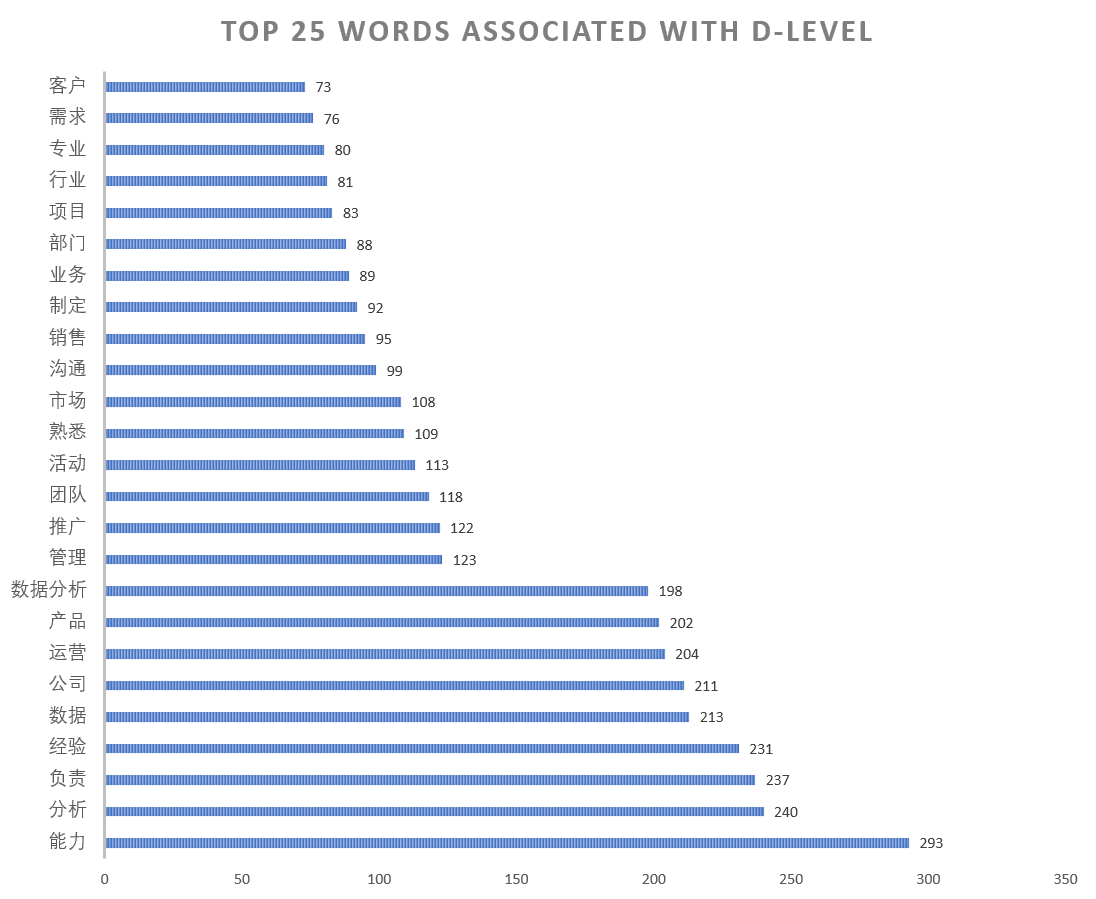 TOP 25 WORDS ASSOCIATED WITH D-LEVEL
客户 73
需求 76
专业 80
行业 81
项目 83
部门 88
业务 89
制定 92
销售 95
沟通 99
市场 108
熟悉 109
活动 113
团队 118
推广 122
管理 123
数据分析 198
产品 202
运营 204
公司 211
数据 213
经验 231
负责 237
分析 240
能力 293
0 50 100 150 200 250 300 350